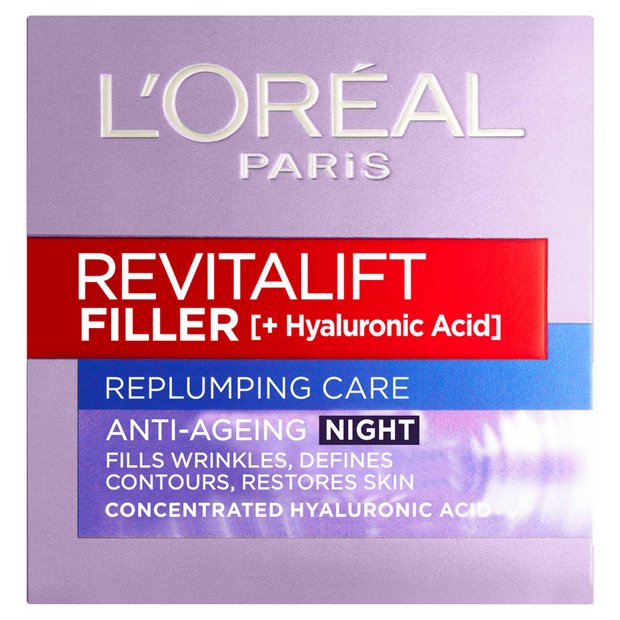 L'ORÉAL
PARiS
REVITALIFT
FILLER [+ Hyaluronic Acid]
REPLUMPING CARE
ANTI-AGEING NIGHT
FILLS WRINKLES, DEFINES
CONTOURS, RESTORES SKIN
CONCENTRATED HYALURONIC ACID